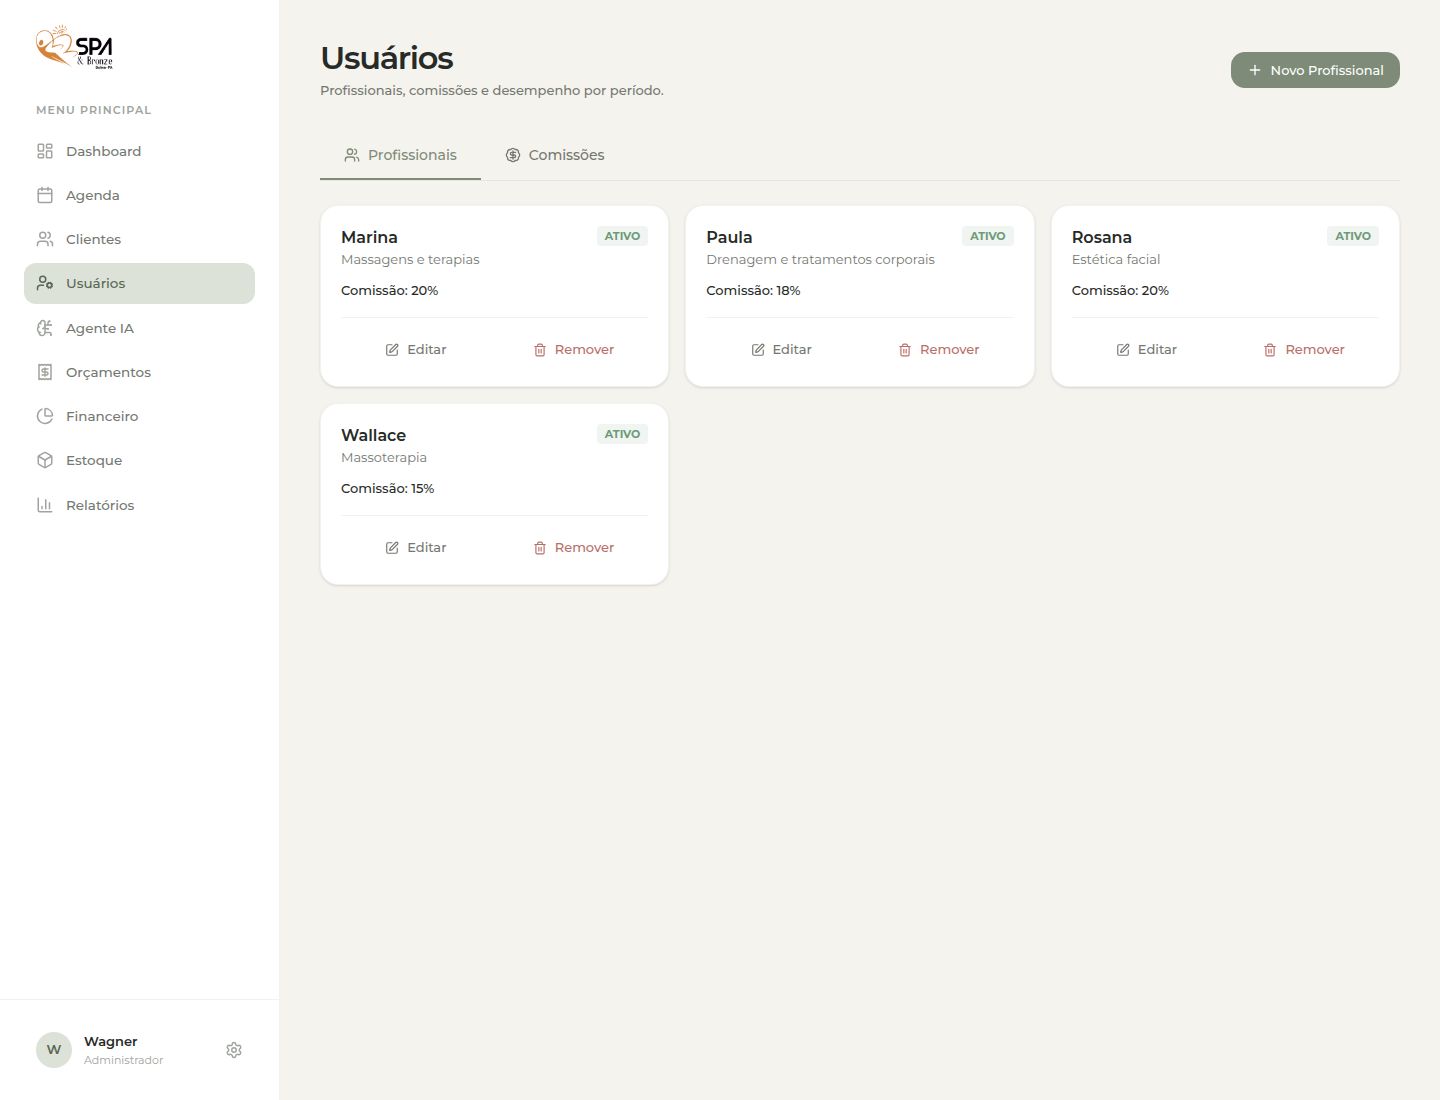 SPA
& Bronze
MENU PRINCIPAL
Dashboard
Agenda
Clientes
Usuários
Agente IA
Orçamentos
Financeiro
Estoque
Relatórios
W
Wagner
Administrador
Usuários
Profissionais, comissões e desempenho por período.
Novo Profissional
Profissionais
Comissões
Marina
ATIVO
Massagens e terapias
Comissão: 20%
Editar
Remover
Paula
ATIVO
Drenagem e tratamentos corporais
Comissão: 18%
Editar
Remover
Rosana
ATIVO
Estética facial
Comissão: 20%
Editar
Remover
Wallace
ATIVO
Massoterapia
Comissão: 15%
Editar
Remover